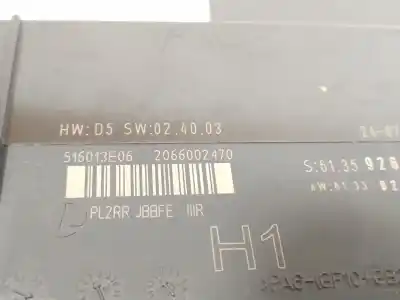 HW:D5 SW:02.40.03
516013E06 2066002470
S:61.35 926
PL2RR JBBFE IIIR
H1